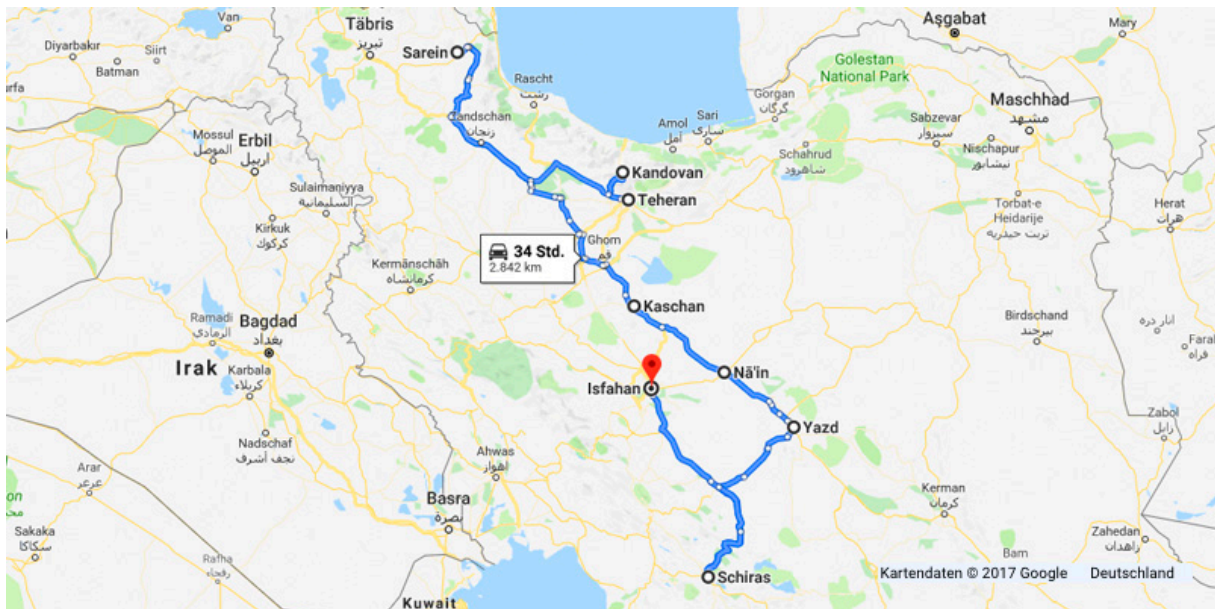 Van
Täbris
تبریز
Aşgabat
Mary
Diyarbakır
Siirt
Batman
Sarein
Golestan
National Park
Rascht
رشت
Gorgan
گرگان
Maschhad
مشهد
Mossul
الموصل
Erbil
اربيل
زنجان
Amol
آمل
Sari
ساری
Sabzevar
سبزوار
Nischapur
نیشابور
Schahrud
شاهرود
Kandovan
Sulaimaniyya
السليمانية
Teheran
Torbat-e
Heidarije
تربت حیدریه
Herat
هرات
Kirkuk
كركوك
34 Std.
2.842 km
Ghom
قم
Kermānschāh
کرمانشاه
Kaschan
Ramadi
الرمادي
Bagdad
بغداد
Birdschand
بیرجند
انار دره
Farah
فراه
Irak
Karbala
كربلاء
Isfahan
Nā'in
Yazd
Nadschaf
نجف أشرف
Zabol
زابل
Arar
عرعر
Ahwas
اهواز
Basra
بصرة
Kerman
کرمان
Sakaka
سكاكا
Zahedan
زاهدان
Rafha
رفحاء
Bam
Schiras
Kuwait
Kartendaten © 2017 Google
Deutschland